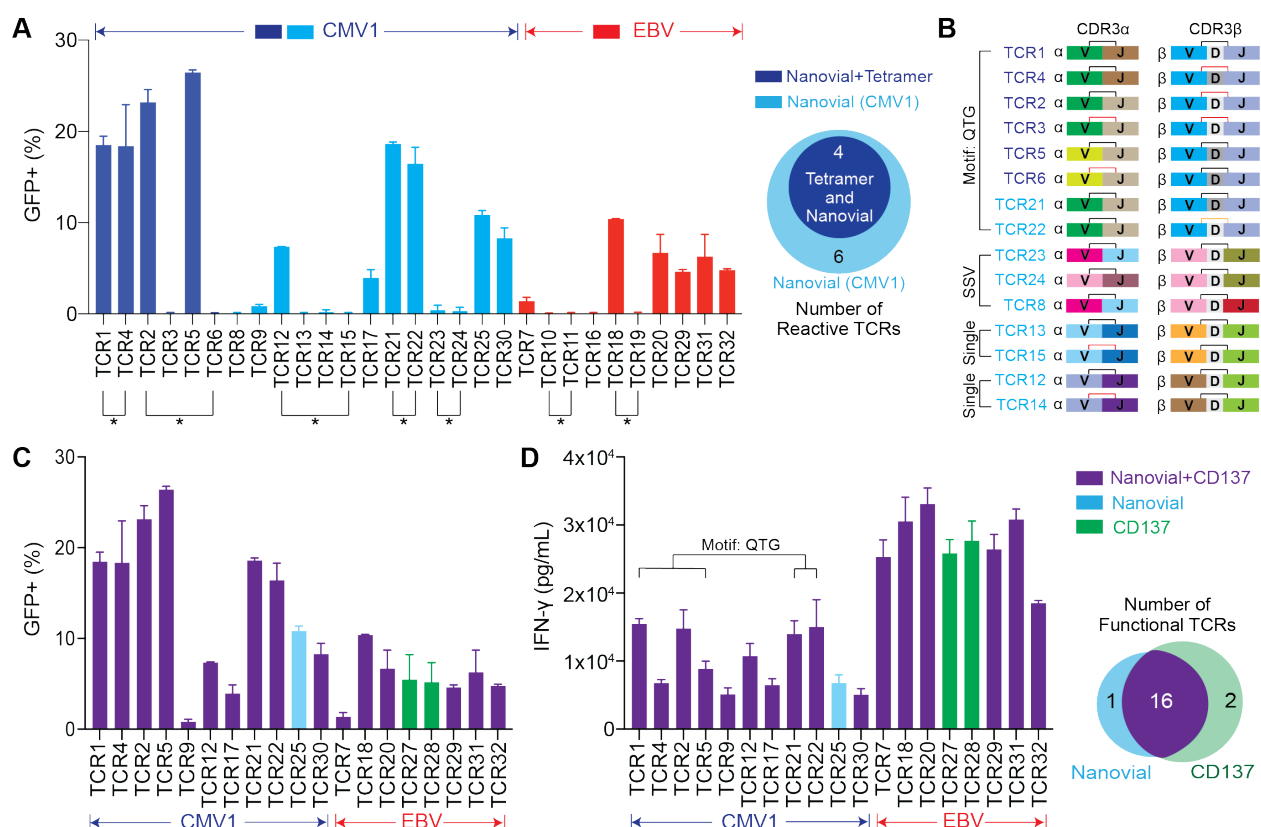 A
CMV1
EBV
30
20
10
0
GFP+ (%)
TCR1
TCR4
TCR2
TCR3
TCR5
TCR6
TCR8
TCR9
TCR12
TCR13
TCR14
TCR15
TCR17
TCR21
TCR22
TCR23
TCR24
TCR25
TCR30
TCR7
TCR10
TCR11
TCR16
TCR18
TCR19
TCR20
TCR29
TCR31
TCR32
* * * * * * *
Nanovial+Tetramer
Nanovial (CMV1)
4
Tetramer
and
Nanovial
6
Nanovial (CMV1)
Number of
Reactive TCRs
B
CDR3α CDR3β
Motif: QTG
SSV
Single
Single
TCR1 α V J β V D J
TCR4 α V J β V D J
TCR2 α V J β V D J
TCR3 α V J β V D J
TCR5 α V J β V D J
TCR6 α V J β V D J
TCR21 α V J β V D J
TCR22 α V J β V D J
TCR23 α V J β V D J
TCR24 α V J β V D J
TCR8 α V J β V D J
TCR13 α V J β V D J
TCR15 α V J β V D J
TCR12 α V J β V D J
TCR14 α V J β V D J
C
30
20
10
0
GFP+ (%)
TCR1
TCR4
TCR2
TCR5
TCR9
TCR12
TCR17
TCR21
TCR22
TCR25
TCR30
TCR7
TCR18
TCR20
TCR27
TCR28
TCR29
TCR31
TCR32
CMV1
EBV
D
4x10⁴
3x10⁴
2x10⁴
1x10⁴
0
IFN-γ (pg/mL)
Motif: QTG
TCR1
TCR4
TCR2
TCR5
TCR9
TCR12
TCR17
TCR21
TCR22
TCR25
TCR30
TCR7
TCR18
TCR20
TCR27
TCR28
TCR29
TCR31
TCR32
CMV1
EBV
Nanovial+CD137
Nanovial
CD137
Number of
Functional TCRs
1 16 2
Nanovial
CD137